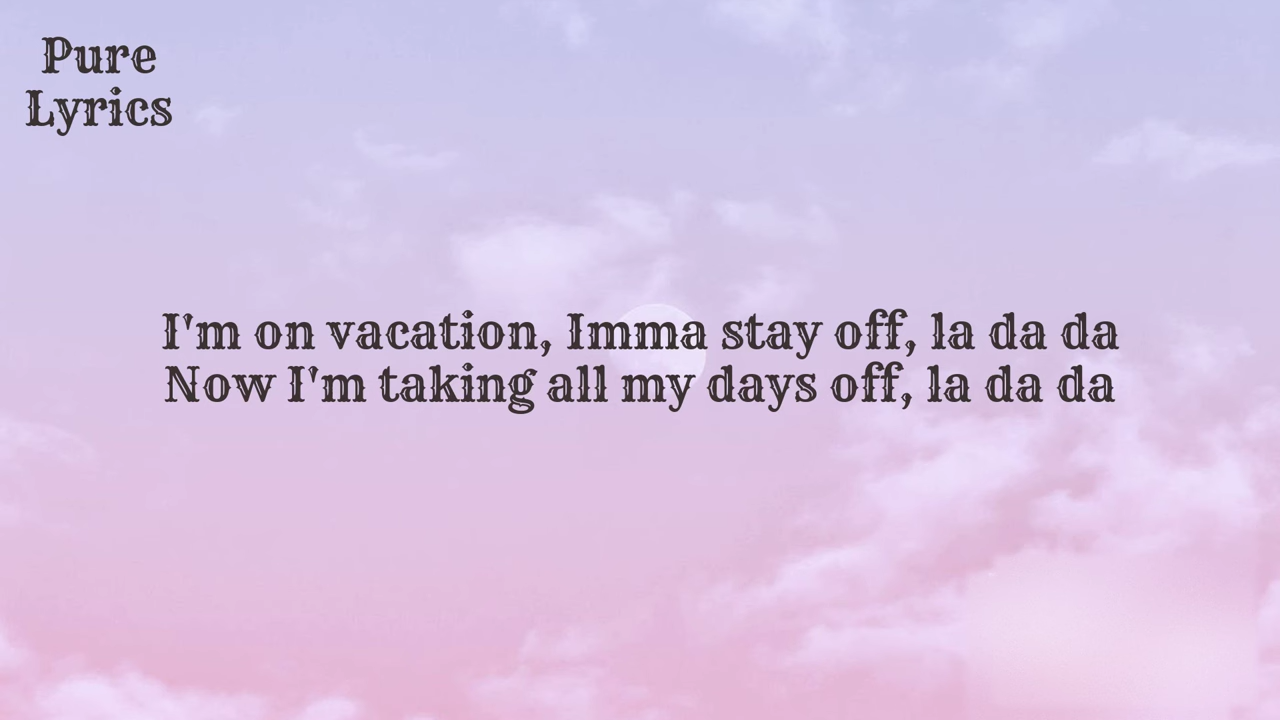 Pure
Lyrics
I'm on vacation, Imma stay off, la da da
Now I'm taking all my days off, la da da